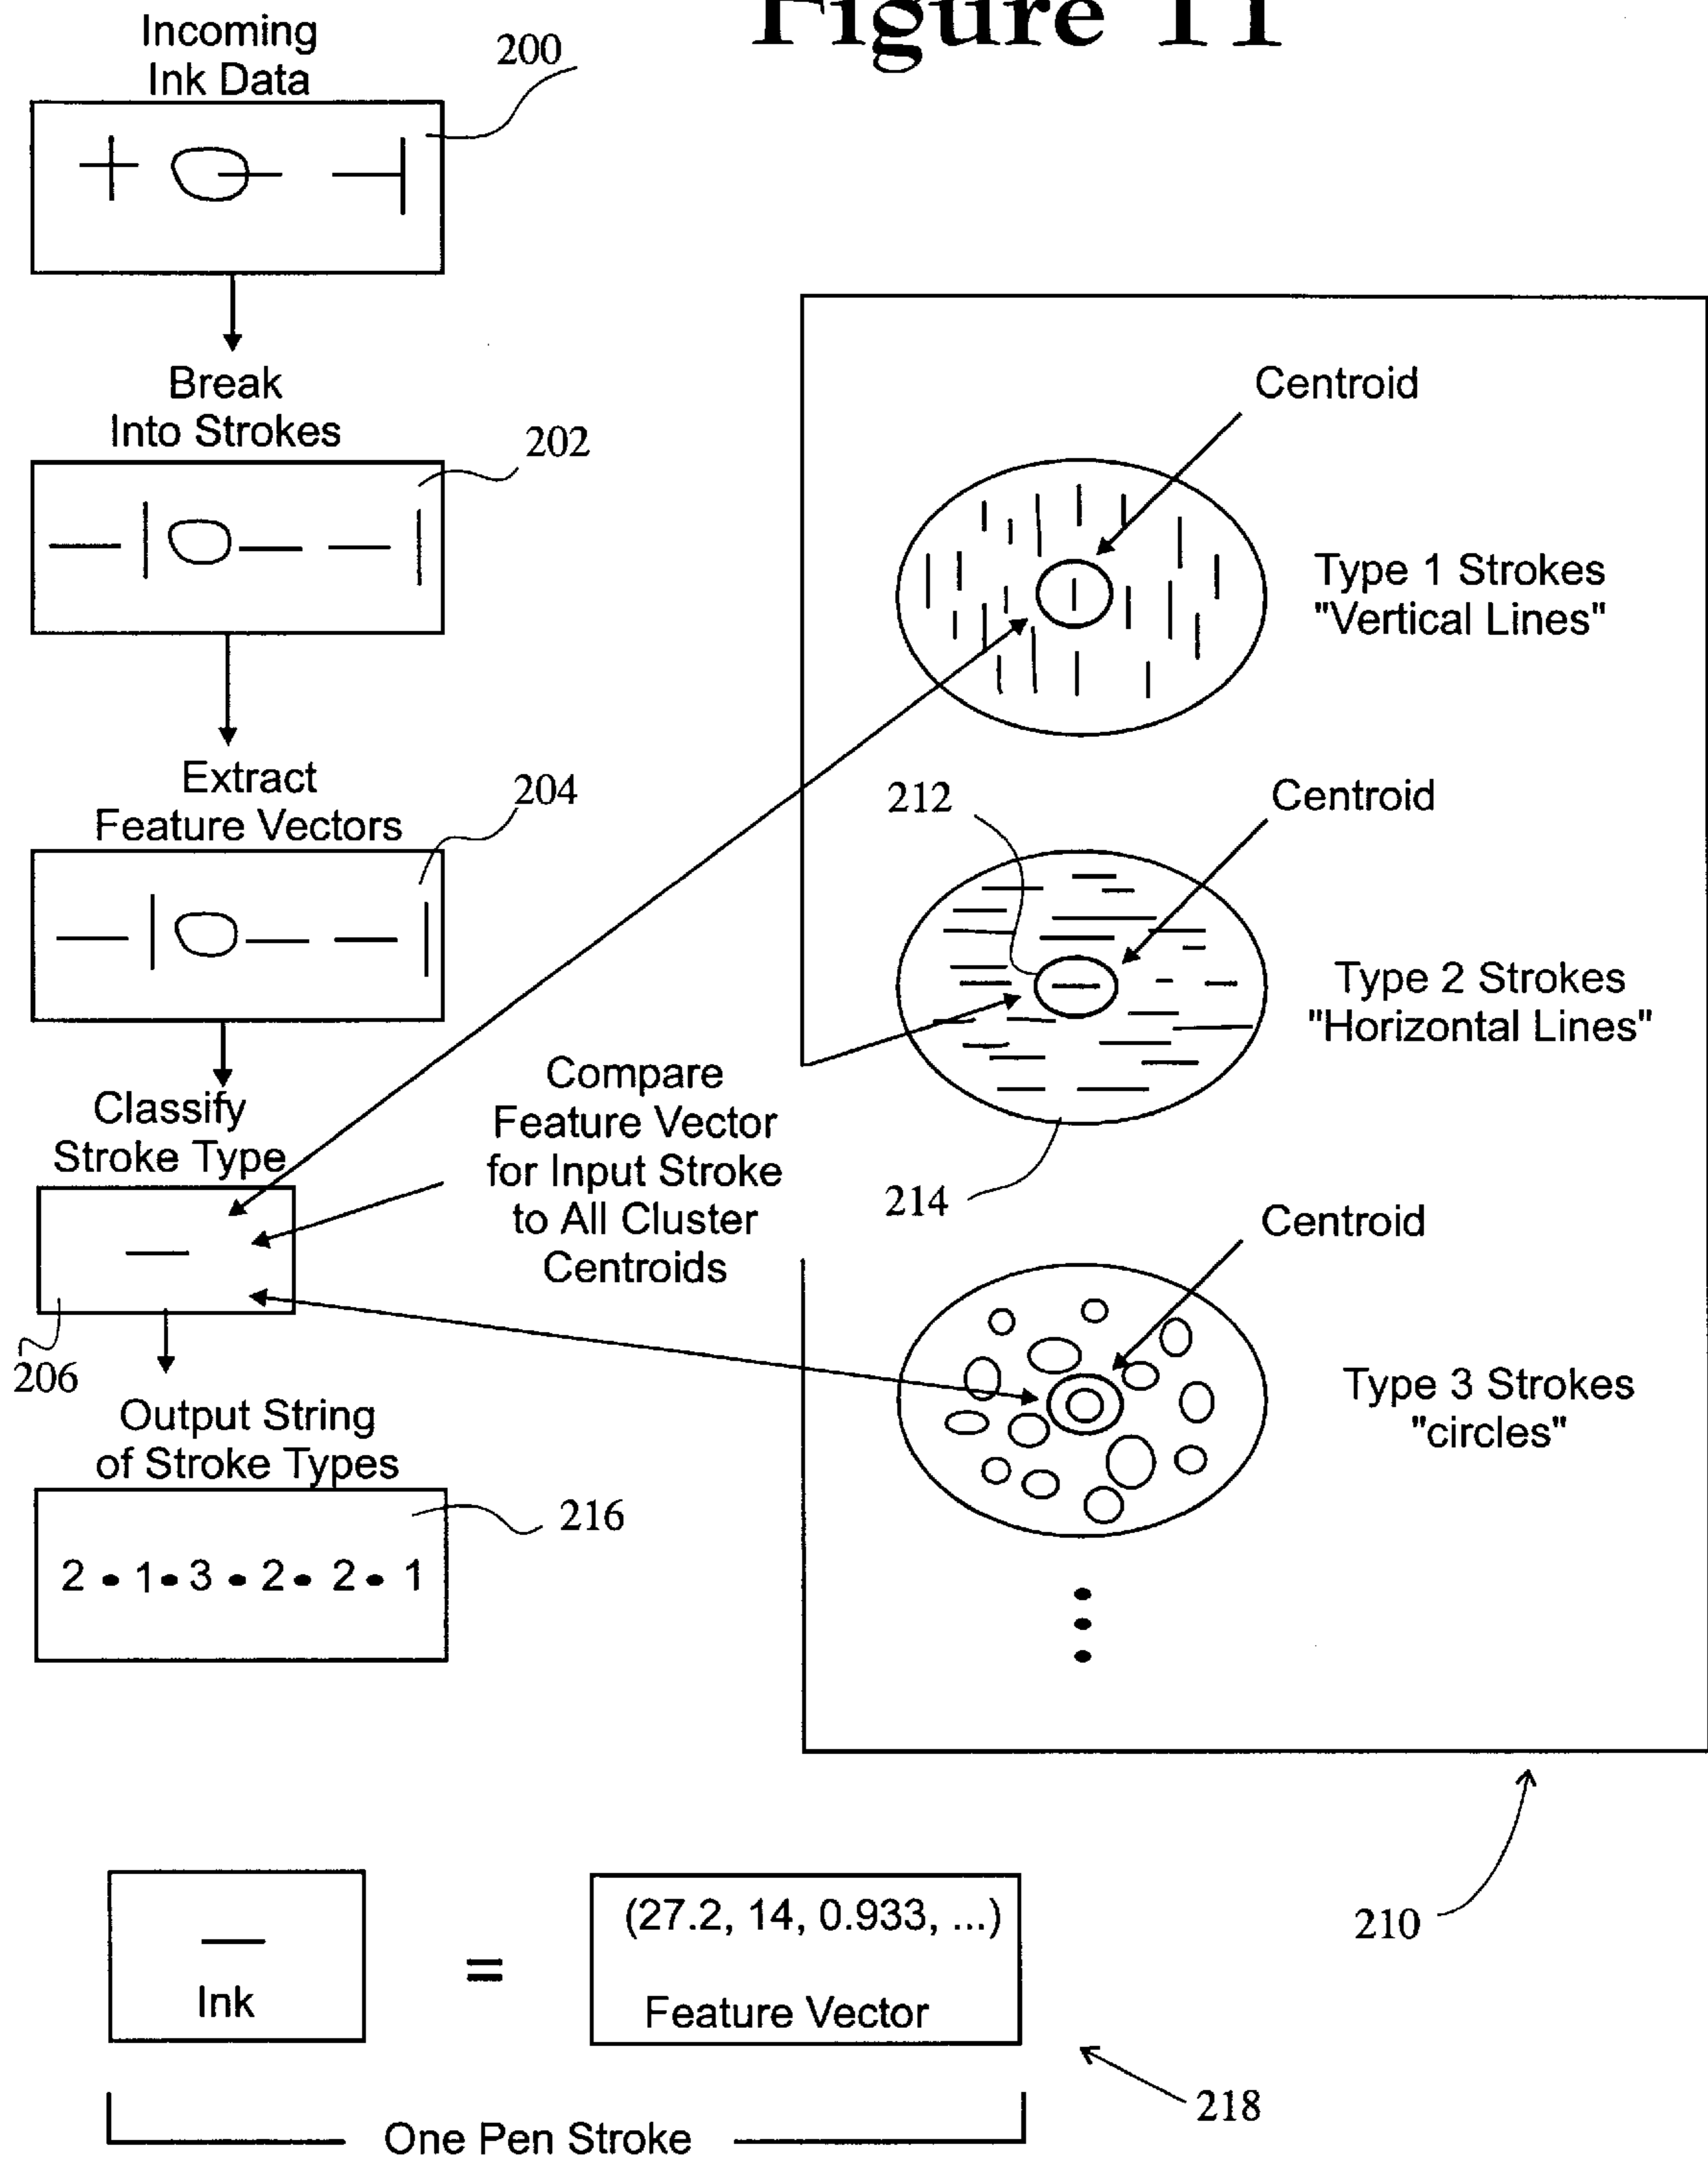 Figure 11
Incoming
Ink Data
200
Break
Into Strokes
202
Extract
Feature Vectors
204
Classify
Stroke Type
206
Compare
Feature Vector
for Input Stroke
to All Cluster
Centroids
Output String
of Stroke Types
216
2 • 1 • 3 • 2 • 2 • 1
Centroid
Type 1 Strokes
"Vertical Lines"
212
Centroid
Type 2 Strokes
"Horizontal Lines"
214
Centroid
Type 3 Strokes
"circles"
210
Ink
=
(27.2, 14, 0.933, ...)
Feature Vector
218
One Pen Stroke